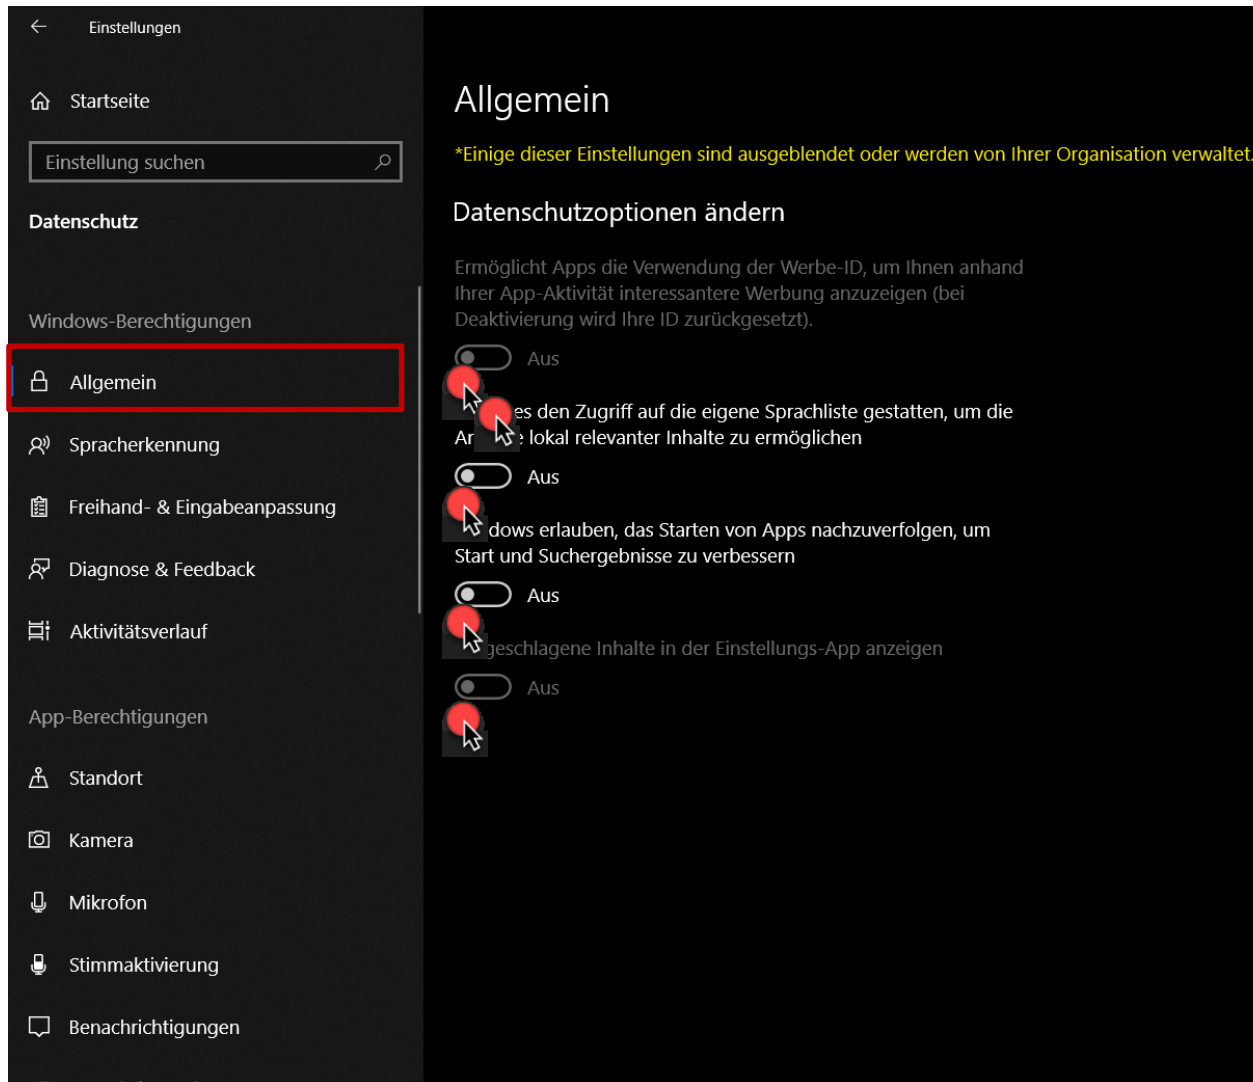 Einstellungen
Startseite
Einstellung suchen
Datenschutz
Windows-Berechtigungen
Allgemein
Spracherkennung
Freihand- & Eingabeanpassung
Diagnose & Feedback
Aktivitätsverlauf
App-Berechtigungen
Standort
Kamera
Mikrofon
Stimmaktivierung
Benachrichtigungen
Allgemein
*Einige dieser Einstellungen sind ausgeblendet oder werden von Ihrer Organisation verwaltet.
Datenschutzoptionen ändern
Ermöglicht Apps die Verwendung der Werbe-ID, um Ihnen anhand
Ihrer App-Aktivität interessantere Werbung anzuzeigen (bei
Deaktivierung wird Ihre ID zurückgesetzt).
Aus
es den Zugriff auf die eigene Sprachliste gestatten, um die
lokal relevanter Inhalte zu ermöglichen
Aus
dows erlauben, das Starten von Apps nachzuverfolgen, um
Start und Suchergebnisse zu verbessern
Aus
geschlagene Inhalte in der Einstellungs-App anzeigen
Aus